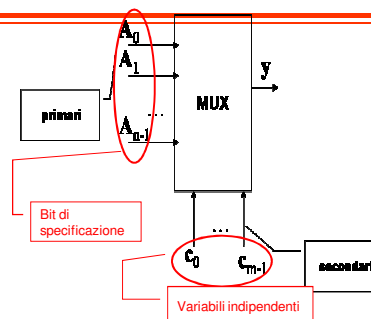 A0
A1
y
MUX
primari
...
An-1
Bit di
specificazione
...
c0
cm-1
secondari
Variabili indipendenti